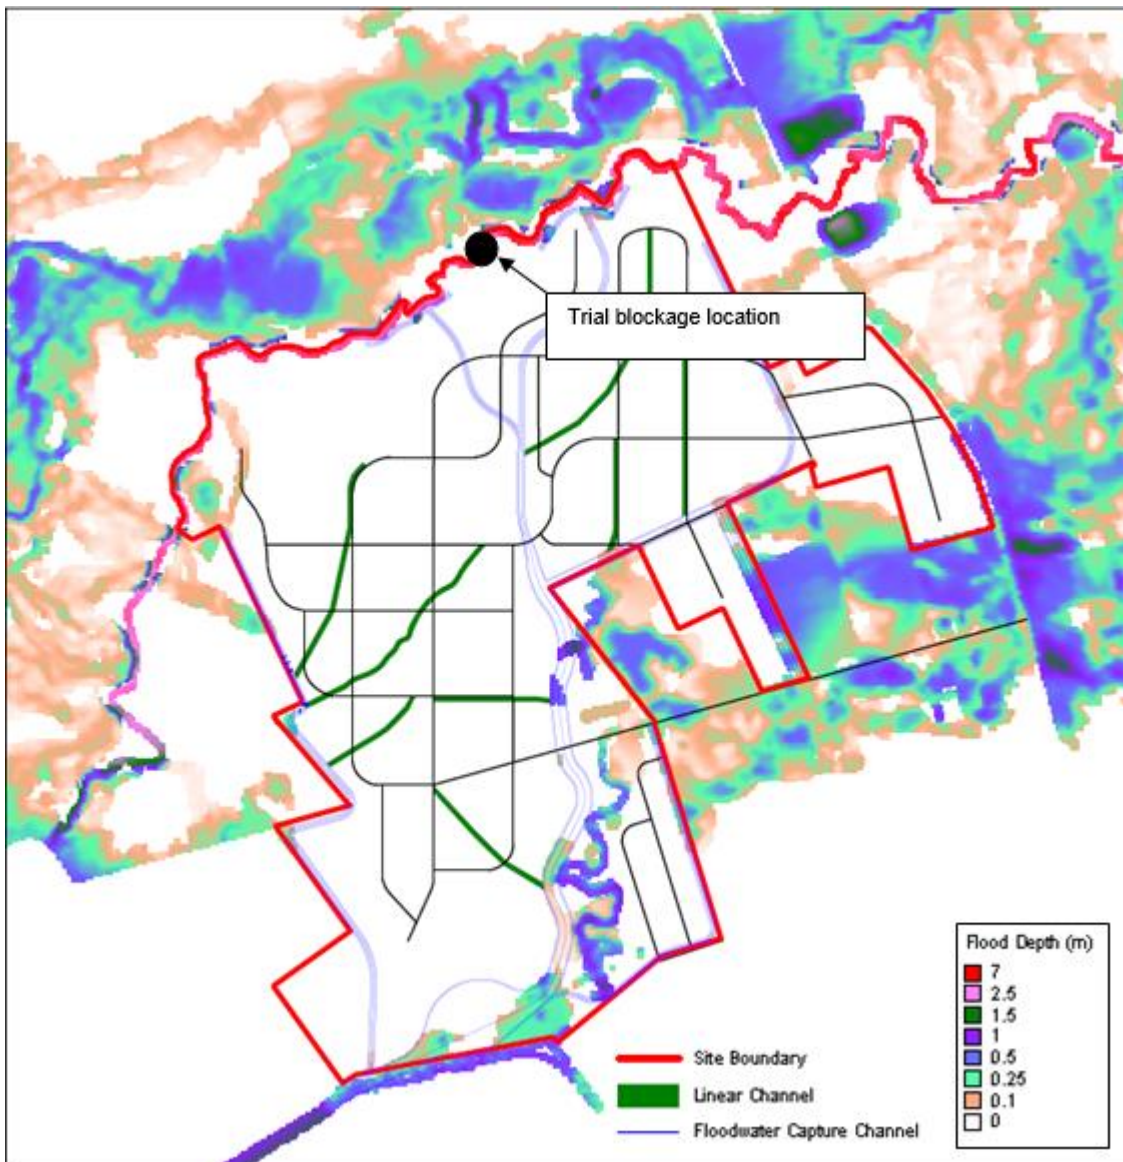 Trial blockage location
Flood Depth (m)
7
2.5
1.5
1
0.5
0.25
0.1
0
Site Boundary
Linear Channel
Floodwater Capture Channel